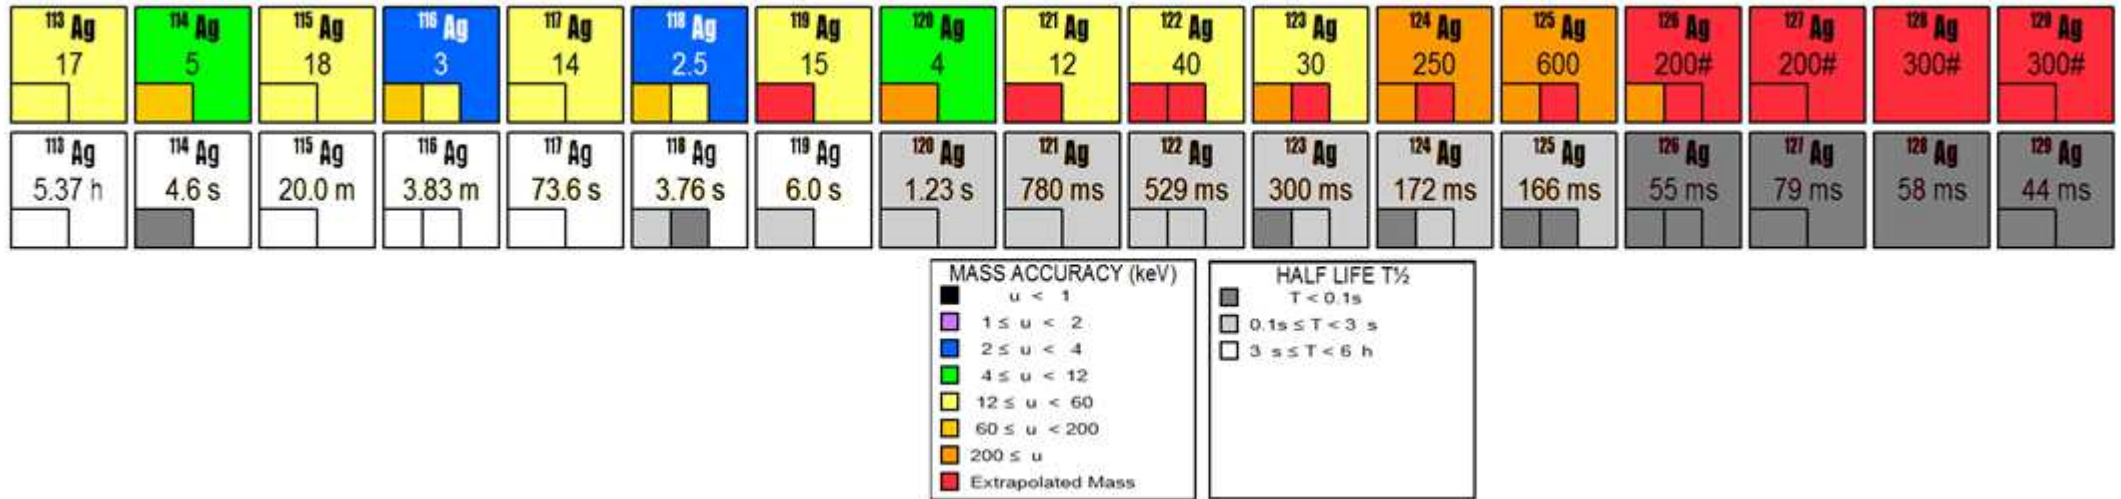 113 Ag 114 Ag 115 Ag 116 Ag 117 Ag 118 Ag 119 Ag 120 Ag 121 Ag 122 Ag 123 Ag 124 Ag 125 Ag 126 Ag 127 Ag 128 Ag 129 Ag
17 5 18 3 14 2.5 15 4 12 40 30 250 600 200# 200# 300# 300#
113 Ag 114 Ag 115 Ag 116 Ag 117 Ag 118 Ag 119 Ag 120 Ag 121 Ag 122 Ag 123 Ag 124 Ag 125 Ag 126 Ag 127 Ag 128 Ag 129 Ag
5.37 h 4.6 s 20.0 m 3.83 m 73.6 s 3.76 s 6.0 s 1.23 s 780 ms 529 ms 300 ms 172 ms 166 ms 55 ms 79 ms 58 ms 44 ms
MASS ACCURACY (keV)
u < 1
1 ≤ u < 2
2 ≤ u < 4
4 ≤ u < 12
12 ≤ u < 60
60 ≤ u < 200
200 ≤ u
Extrapolated Mass
HALF LIFE T½
T < 0.1s
0.1s ≤ T < 3 s
3 s ≤ T < 6 h